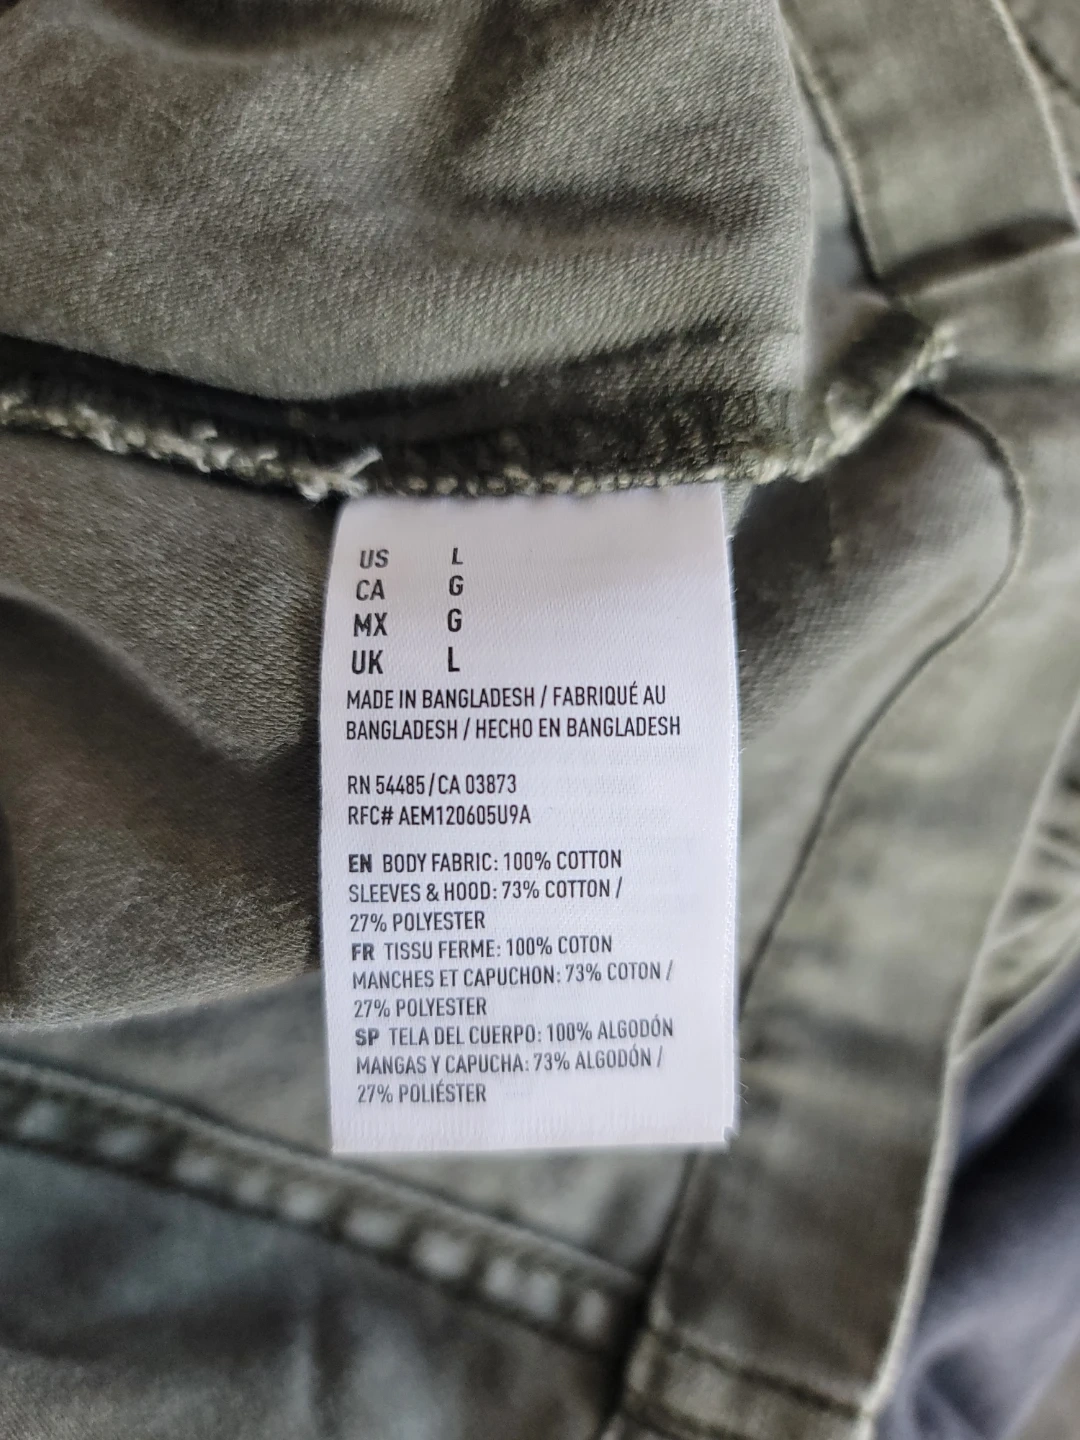 US L
CA G
MX G
UK L
MADE IN BANGLADESH / FABRIQUÉ AU
BANGLADESH / HECHO EN BANGLADESH
RN 54485/CA 03873
RFC# AEM120605U9A
EN BODY FABRIC: 100% COTTON
SLEEVES & HOOD: 73% COTTON /
27% POLYESTER
FR TISSU FERME: 100% COTON
MANCHES ET CAPUCHON: 73% COTON /
27% POLYESTER
SP TELA DEL CUERPO: 100% ALGODÓN
MANGAS Y CAPUCHA: 73% ALGODÓN /
27% POLIÉSTER